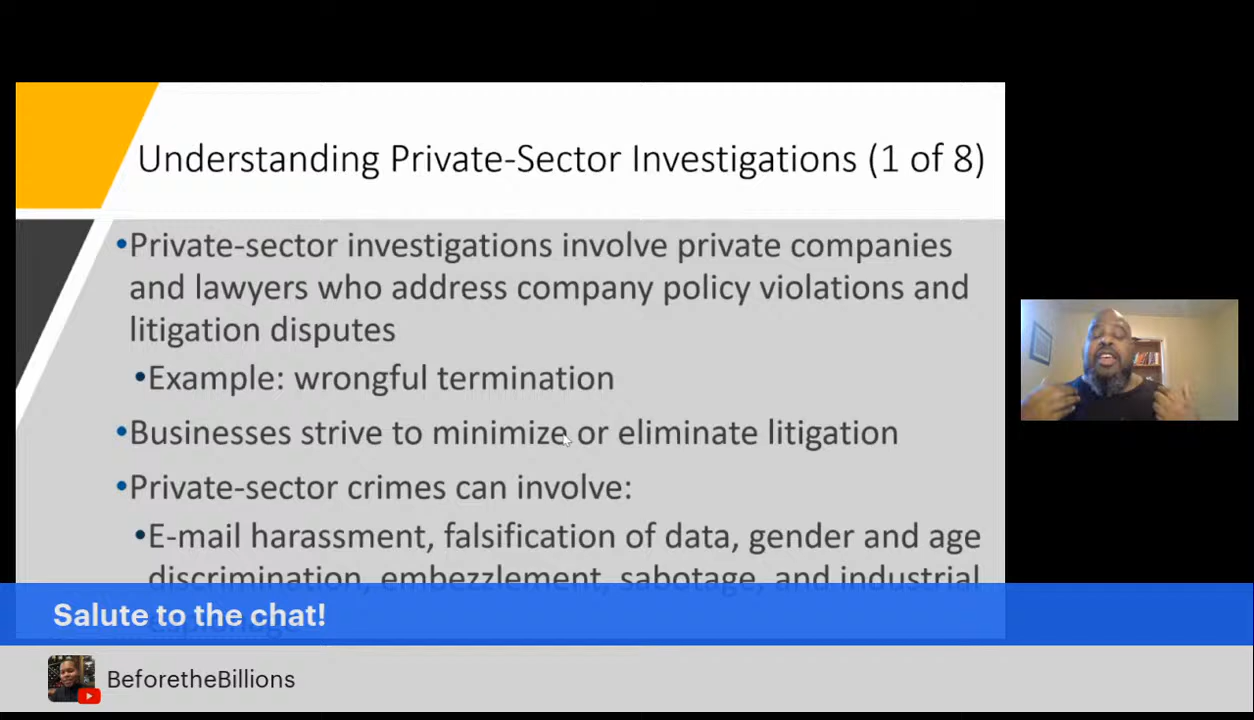 Understanding Private-Sector Investigations (1 of 8)
•Private-sector investigations involve private companies
and lawyers who address company policy violations and
litigation disputes
•Example: wrongful termination
•Businesses strive to minimize or eliminate litigation
•Private-sector crimes can involve:
•E-mail harassment, falsification of data, gender and age
discrimination, embezzlement, sabotage, and industrial
espionage
Salute to the chat!
BeforetheBillions